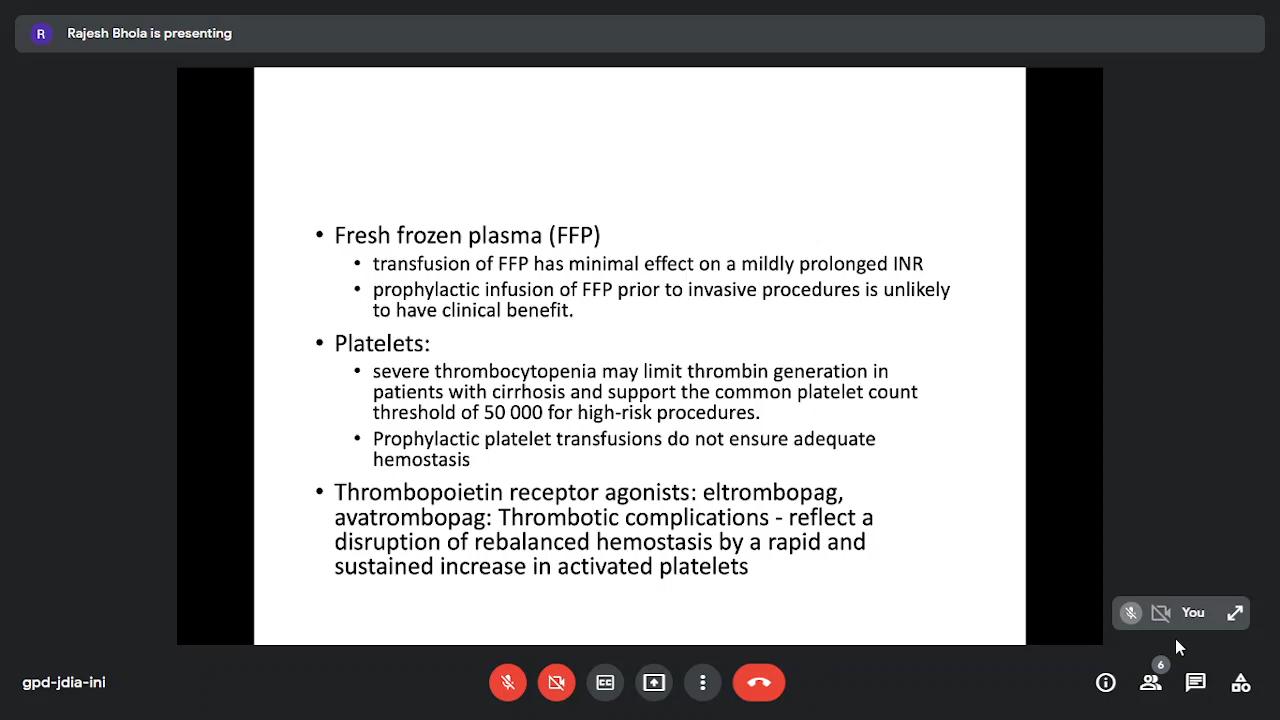 R
Rajesh Bhola is presenting
• Fresh frozen plasma (FFP)
• transfusion of FFP has minimal effect on a mildly prolonged INR
• prophylactic infusion of FFP prior to invasive procedures is unlikely
to have clinical benefit.
• Platelets:
• severe thrombocytopenia may limit thrombin generation in
patients with cirrhosis and support the common platelet count
threshold of 50 000 for high-risk procedures.
• Prophylactic platelet transfusions do not ensure adequate
hemostasis
• Thrombopoietin receptor agonists: eltrombopag,
avatrombopag: Thrombotic complications - reflect a
disruption of rebalanced hemostasis by a rapid and
sustained increase in activated platelets
You
6
gpd-jdia-ini
CC